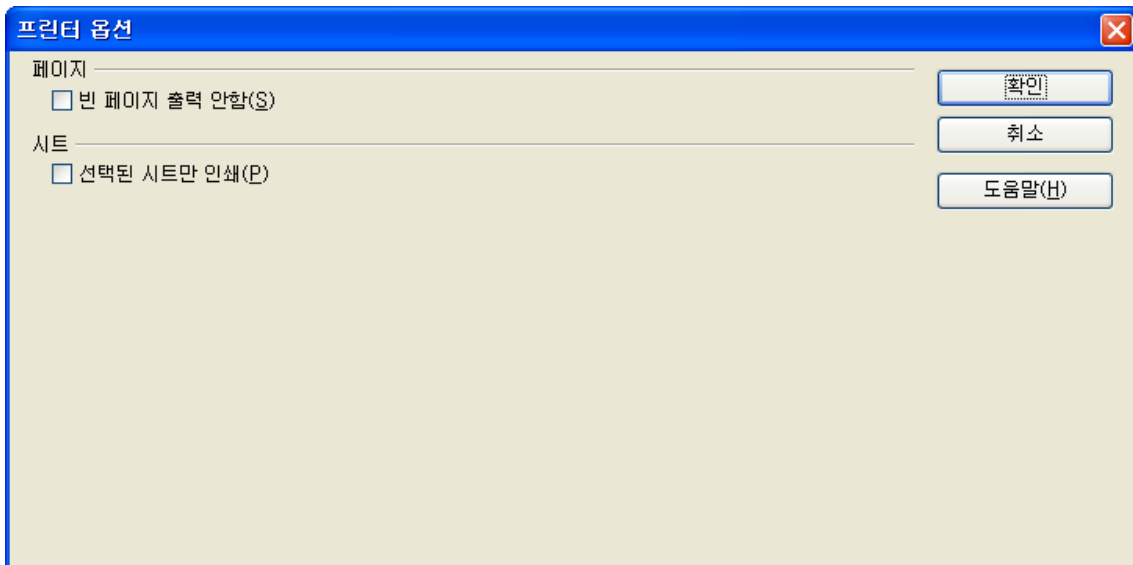 프린터 옵션
페이지
빈 페이지 출력 안함(S)
시트
선택된 시트만 인쇄(P)
확인
취소
도움말(H)